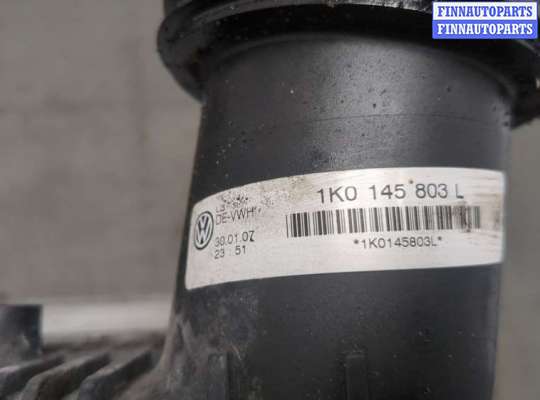 FINNAUTOPARTS
FINNAUTOPARTS
1K0 145 803 L
DE-VWH
30.01.07
23:51
*1K0145803L*